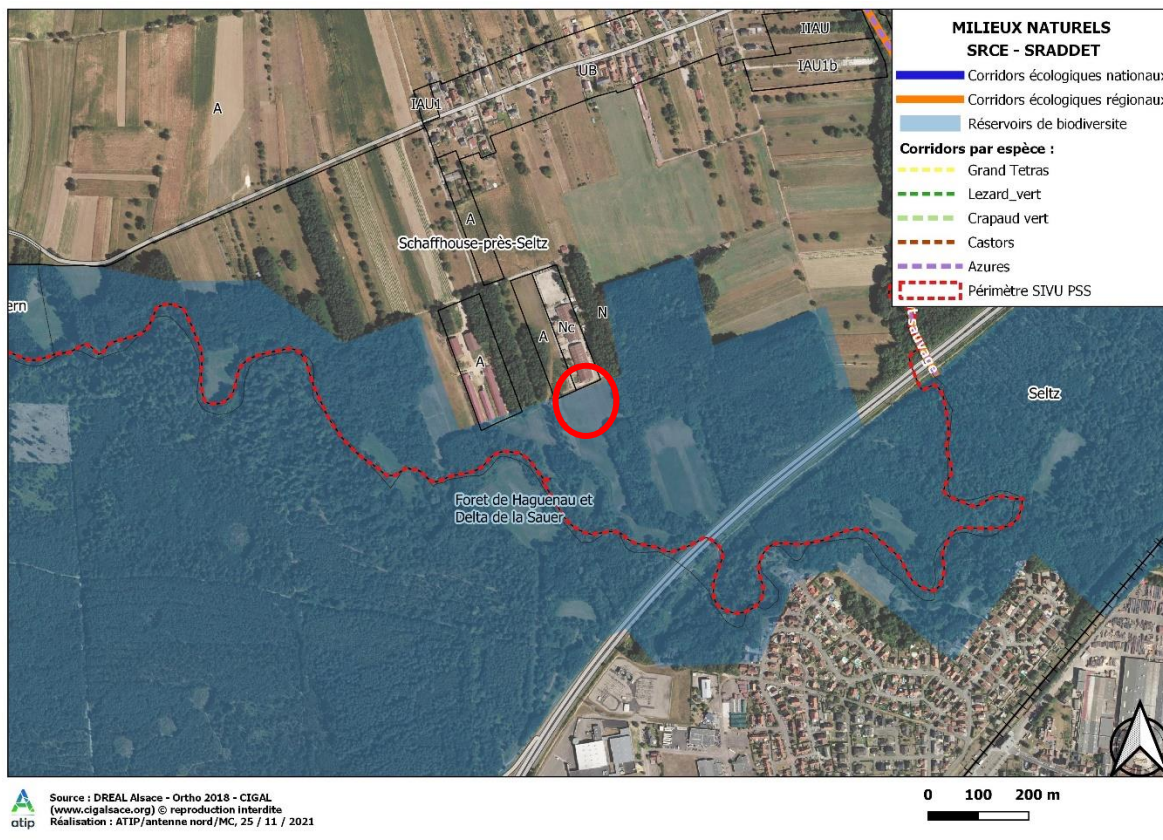 MILIEUX NATURELS
SRCE - SRADDET
Corridors écologiques nationaux
Corridors écologiques régionaux
Réservoirs de biodiversite
Corridors par espèce :
Grand Tetras
Lezard_vert
Crapaud vert
Castors
Azures
Périmètre SIVU PSS
IIAU
UB
IAU1b
IAU1
A
A
Schaffhouse-près-Seltz
N
Nc
A
A
ern
sauvage
Seltz
Foret de Haguenau et
Delta de la Sauer
atip
Source : DREAL Alsace - Ortho 2018 - CIGAL
(www.cigalsace.org) © reproduction interdite
Réalisation : ATIP/antenne nord/MC, 25 / 11 / 2021
0 100 200 m